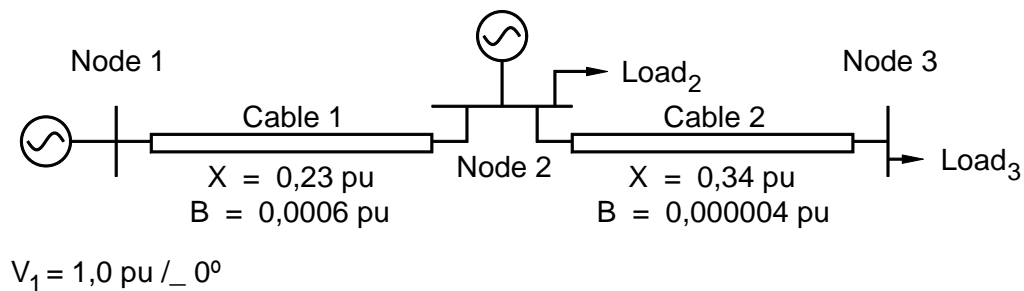 Node 1
Load2
Node 3
Cable 1
Cable 2
Node 2
Load3
X = 0,23 pu
X = 0,34 pu
B = 0,0006 pu
B = 0,000004 pu
V1 = 1,0 pu /_ 0º